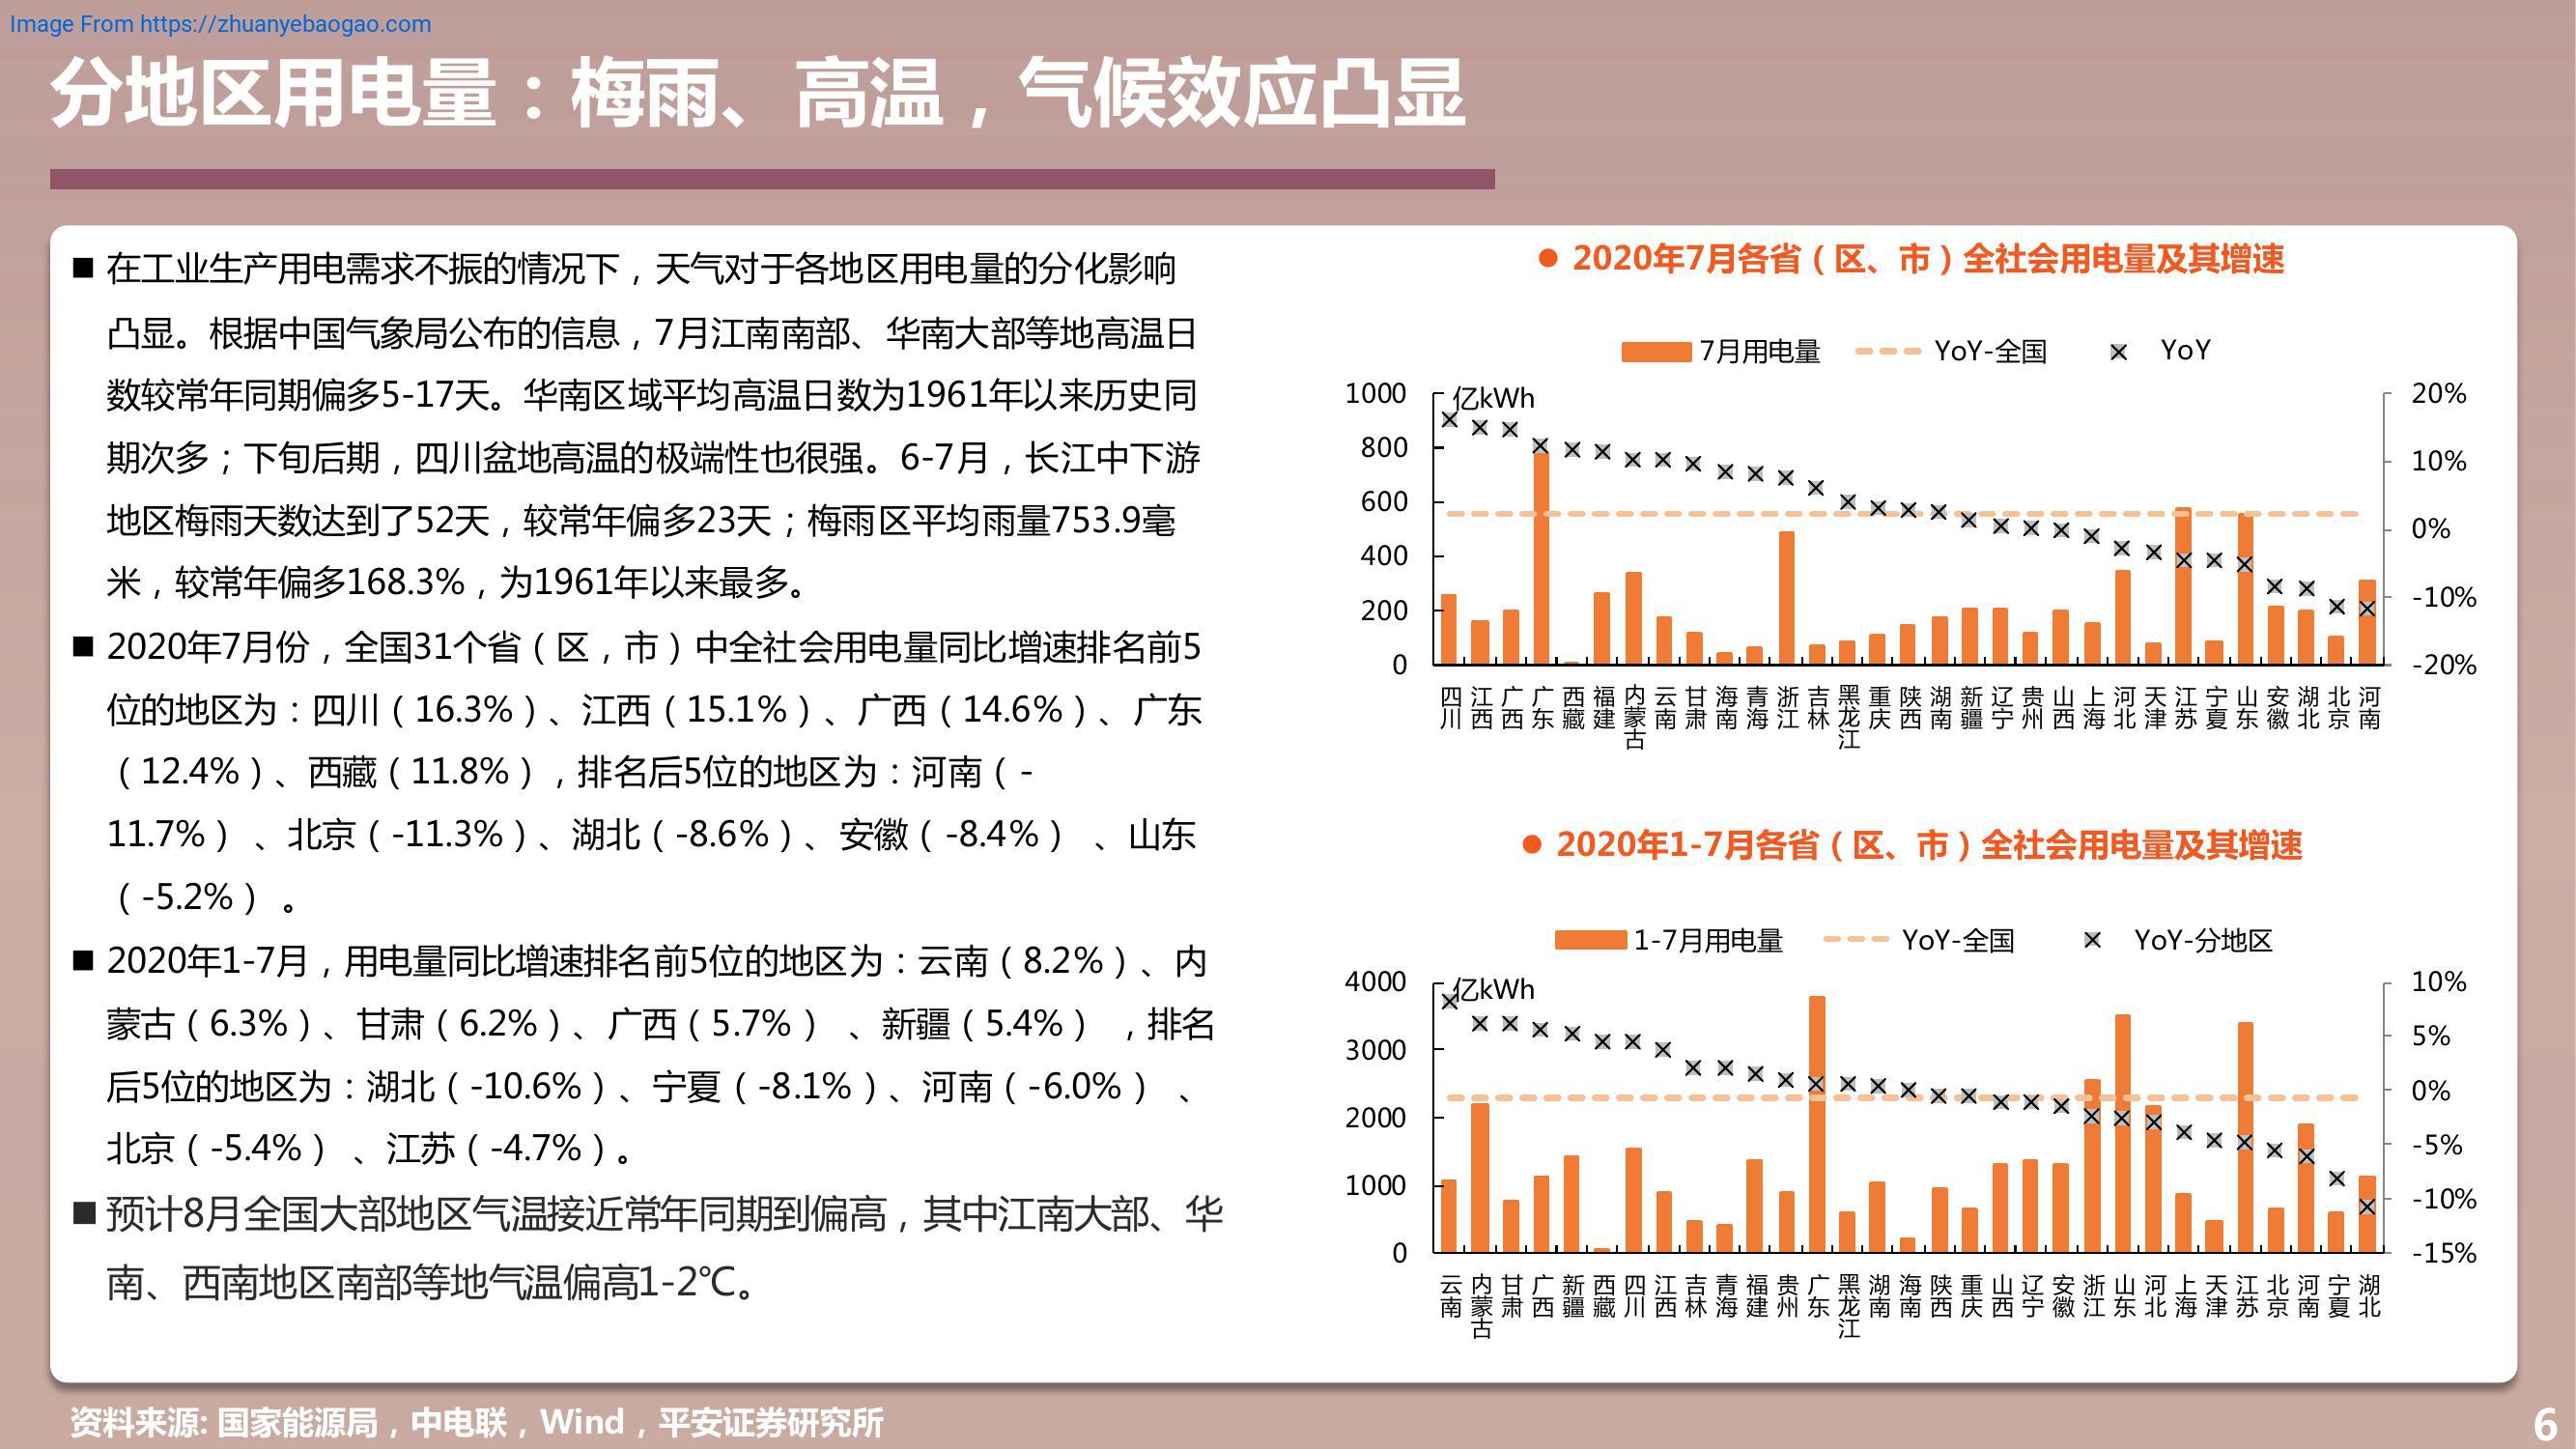 Image From https://zhuanyebaogao.com
分地区用电量：梅雨、高温，气候效应凸显
■ 在工业生产用电需求不振的情况下，天气对于各地区用电量的分化影响
凸显。根据中国气象局公布的信息，7月江南南部、华南大部等地高温日
数较常年同期偏多5-17天。华南区域平均高温日数为1961年以来历史同
期次多；下旬后期，四川盆地高温的极端性也很强。6-7月，长江中下游
地区梅雨天数达到了52天，较常年偏多23天；梅雨区平均雨量753.9毫
米，较常年偏多168.3%，为1961年以来最多。
■ 2020年7月份，全国31个省（区，市）中全社会用电量同比增速排名前5
位的地区为：四川（16.3%）、江西（15.1%）、广西（14.6%）、广东
（12.4%）、西藏（11.8%），排名后5位的地区为：河南（-
11.7%） 、北京（-11.3%）、湖北（-8.6%）、安徽（-8.4%） 、山东
（-5.2%） 。
■ 2020年1-7月，用电量同比增速排名前5位的地区为：云南（8.2%）、内
蒙古（6.3%）、甘肃（6.2%）、广西（5.7%） 、新疆（5.4%） ，排名
后5位的地区为：湖北（-10.6%）、宁夏（-8.1%）、河南（-6.0%） 、
北京（-5.4%） 、江苏（-4.7%）。
■ 预计8月全国大部地区气温接近常年同期到偏高，其中江南大部、华
南、西南地区南部等地气温偏高1-2℃。
● 2020年7月各省（区、市）全社会用电量及其增速
7月用电量 YoY-全国 YoY
亿kWh
1000 20%
800 10%
600 0%
400 -10%
200 -20%
0
四川 江西 广西 广东 西藏 福建 内蒙古 云南 甘肃 海南 青海 浙江 吉林 黑龙江 重庆 陕西 湖南 新疆 辽宁 贵州 山西 上海 河北 天津 江苏 宁夏 山东 安徽 湖北 北京 河南
● 2020年1-7月各省（区、市）全社会用电量及其增速
1-7月用电量 YoY-全国 YoY-分地区
亿kWh
4000 10%
3000 5%
2000 0%
1000 -5%
0 -10%
-15%
云南 内蒙古 甘肃 广西 新疆 西藏 四川 江西 吉林 青海 福建 贵州 广东 黑龙江 湖南 海南 陕西 重庆 山西 辽宁 安徽 浙江 山东 河北 上海 天津 江苏 北京 河南 宁夏 湖北
资料来源: 国家能源局，中电联，Wind，平安证券研究所
6